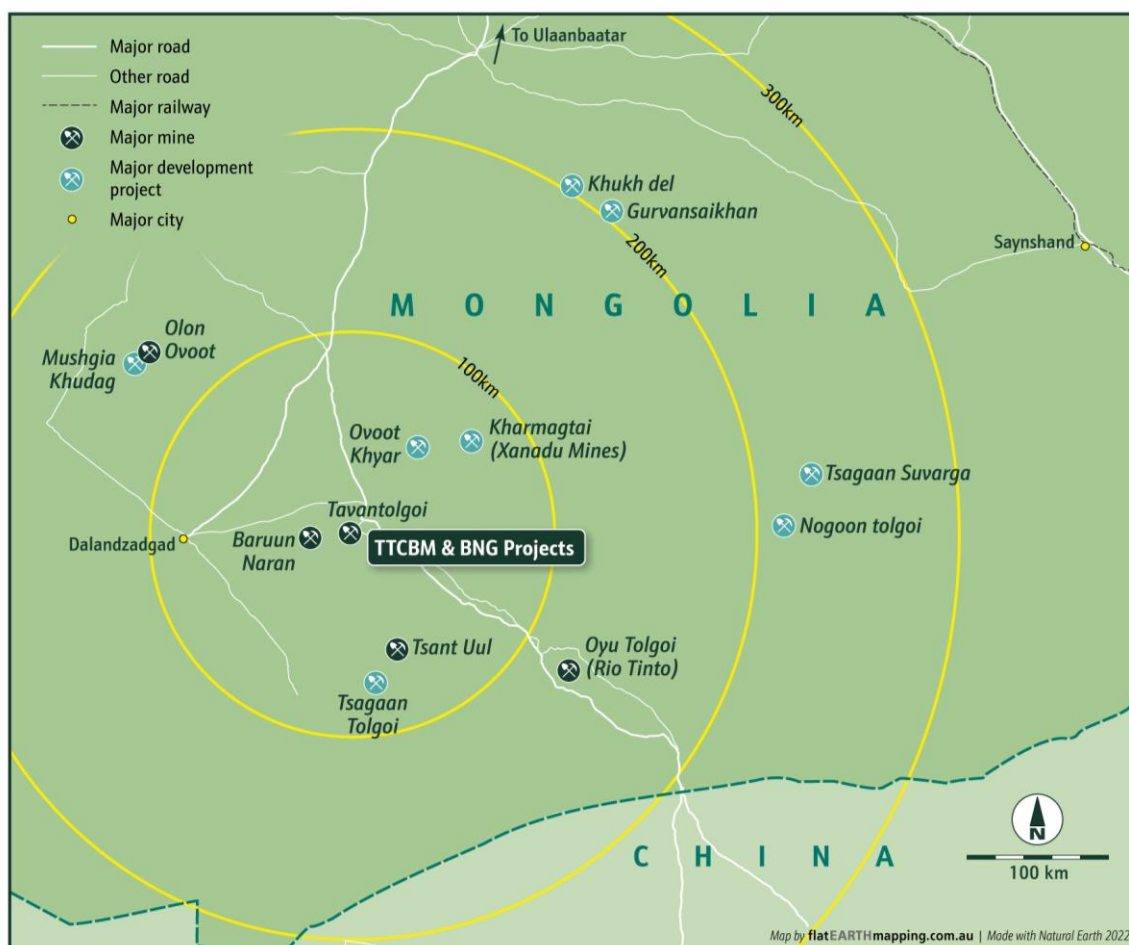 Major road
Other road
Major railway
Major mine
Major development
project
Major city
To Ulaanbaatar
300km
Khukh del
Gurvansaikhan
200km
Saynshand
M O N G O L I A
Olon
Ovoot
Mushgia
Khudag
100km
Ovoot
Khyar
Kharmagtai
(Xanadu Mines)
Tsagaan Suvarga
Tavantolgoi
Nogoon tolgoi
Dalandzadgad
Baruun
Naran
TTCBM & BNG Projects
Tsant Uul
Oyu Tolgoi
(Rio Tinto)
Tsagaan
Tolgoi
N
C H I N A
100 km
Map by flatEARTHmapping.com.au | Made with Natural Earth 2022